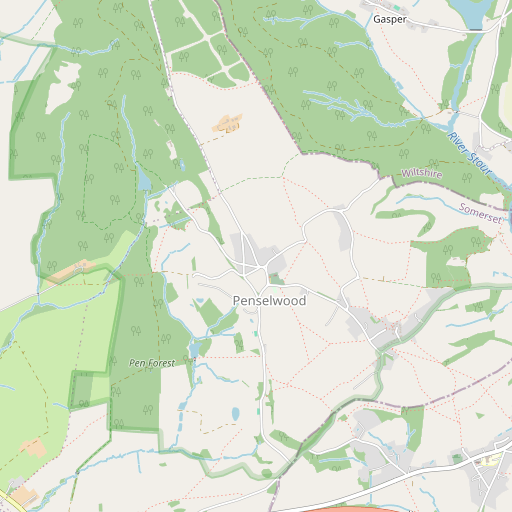 Gasper
River Stour
Wiltshire
Somerset
Penselwood
Pen Forest